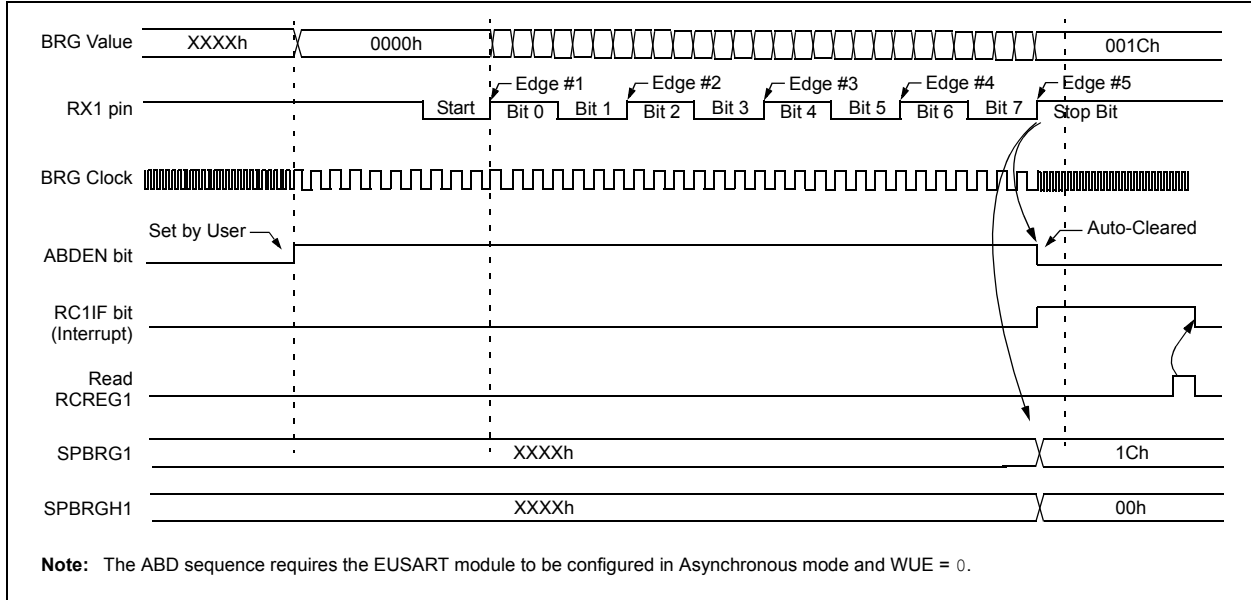 BRG Value XXXXh 0000h 001Ch
Edge #1 Edge #2 Edge #3 Edge #4 Edge #5
RX1 pin Start Bit 0 Bit 1 Bit 2 Bit 3 Bit 4 Bit 5 Bit 6 Bit 7 Stop Bit
BRG Clock
Set by User Auto-Cleared
ABDEN bit
RC1IF bit
(Interrupt)
Read
RCREG1
SPBRG1 XXXXh 1Ch
SPBRGH1 XXXXh 00h
Note: The ABD sequence requires the EUSART module to be configured in Asynchronous mode and WUE = 0.